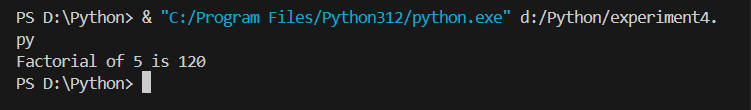 PS D:\Python> & "C:/Program Files/Python312/python.exe" d:/Python/experiment4.
py
Factorial of 5 is 120
PS D:\Python>